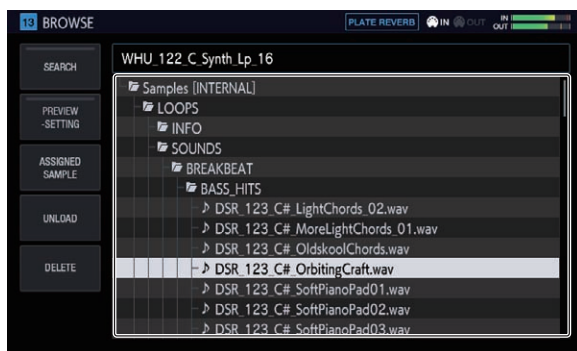 13 BROWSE
PLATE REVERB
IN
OUT
IN
OUT
SEARCH
PREVIEW
-SETTING
ASSIGNED
SAMPLE
UNLOAD
DELETE
WHU_122_C_Synth_Lp_16
Samples [INTERNAL]
LOOPS
INFO
SOUNDS
BREAKBEAT
BASS_HITS
DSR_123_C#_LightChords_02.wav
DSR_123_C#_MoreLightChords_01.wav
DSR_123_C#_OldskoolChords.wav
DSR_123_C#_OrbitingCraft.wav
DSR_123_C#_SoftPianoPad01.wav
DSR_123_C#_SoftPianoPad02.wav
DSR_123_C#_SoftPianoPad03.wav